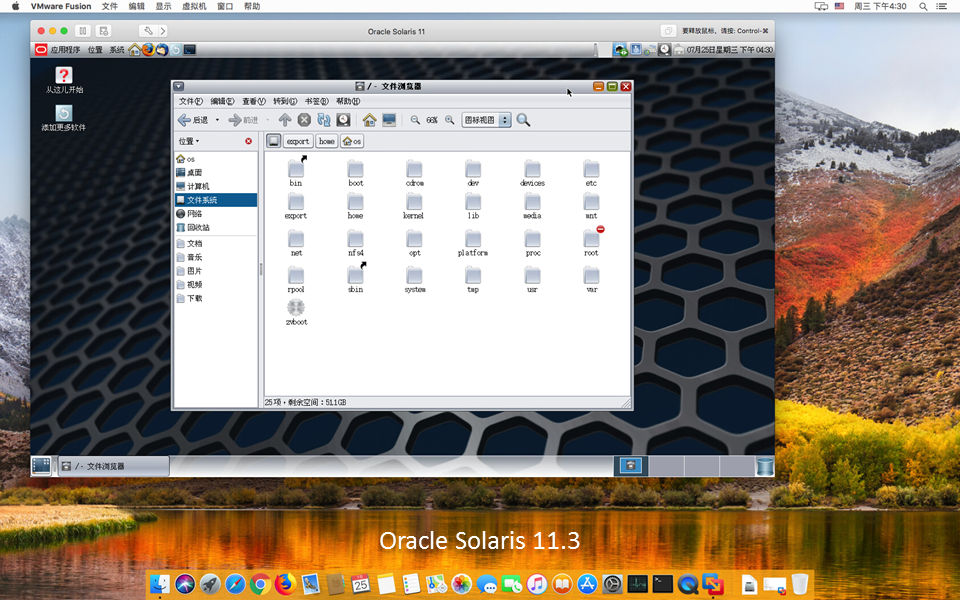 VMware Fusion 文件 编辑 显示 虚拟机 窗口 帮助
周三 下午4:30
Oracle Solaris 11
要释放鼠标，请按: Control-⌘
应用程序 位置 系统
07月25日星期三 下午 04:30
从这儿开始
添加更多软件
/ - 文件浏览器
文件(F) 编辑(E) 查看(V) 转到(G) 书签(B) 帮助(H)
后退 前进 66% 图标视图
位置
export home os
os
桌面
计算机
文件系统
网络
回收站
文档
音乐
图片
视频
下载
bin boot cdrom dev devices etc
export home kernel lib media mnt
net nfs4 opt platform proc root
rpool sbin system tmp usr var
zvboot
25项，剩余空间：511GB
/ - 文件浏览器
Oracle Solaris 11.3
25